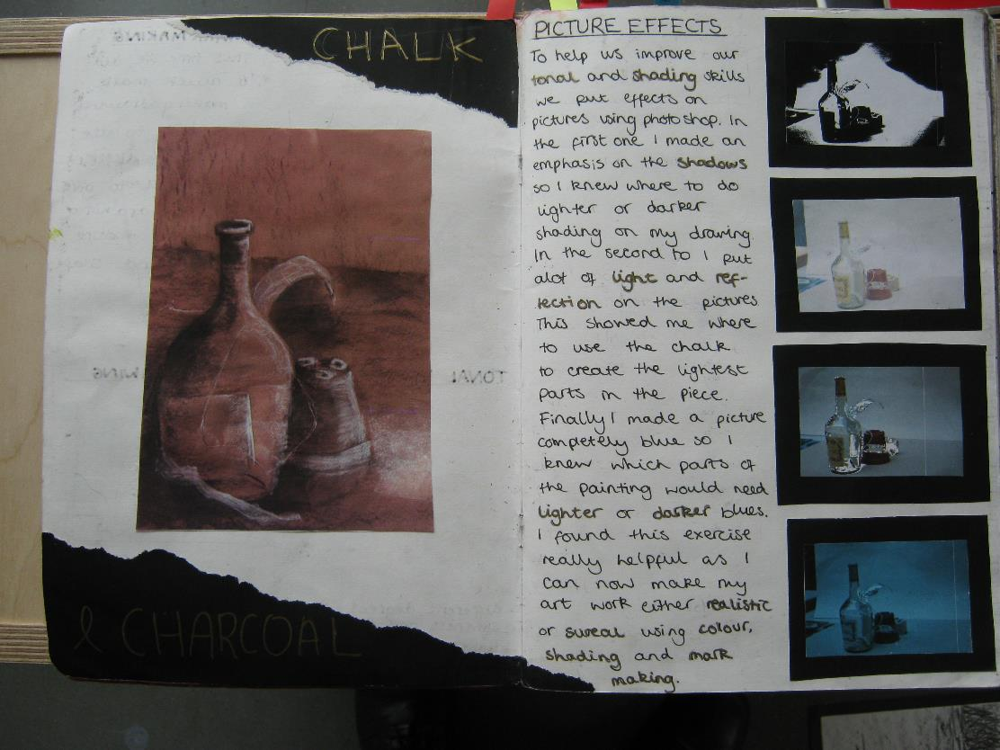 CHALK
& CHARCOAL
PICTURE EFFECTS
To help us improve our
tonal and shading skills
we put effects on
pictures using photoshop. In
the first one I made an
emphasis on the shadows
so I knew where to do
lighter or darker
shading on my drawing.
In the second to I put
alot of light and ref-
lection on the pictures.
This showed me where
to use the chalk
to create the lightest
parts in the piece.
Finally I made a picture
completely blue so I
knew which parts of
the painting would need
lighter or darker blues.
I found this exercise
really helpful as I
can now make my
art work either realistic
or sureal using colour,
shading and mark
making.